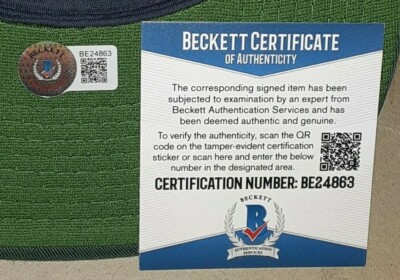 BECKETT
BE24863
BECKETT CERTIFICATE
OF AUTHENTICITY
The corresponding signed item has been
subjected to examination by an expert from
Beckett Authentication Services and has
been deemed authentic and genuine.
To verify the authenticity, scan the QR
code on the tamper-evident certification
sticker or scan here and enter the below
number in the designated area.
CERTIFICATION NUMBER: BE24863
BECKETT
B
AUTHENTICATION
SERVICES